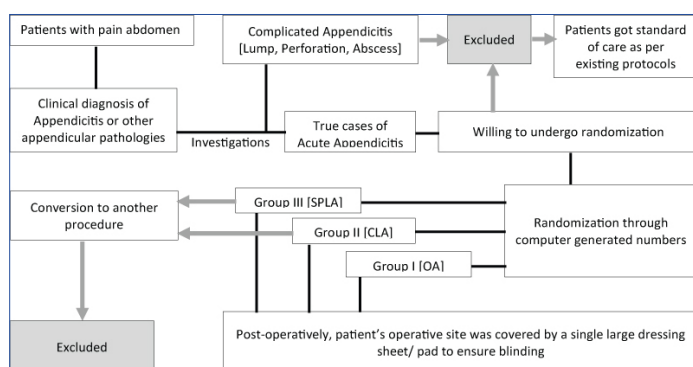 Patients with pain abdomen
Complicated Appendicitis
[Lump, Perforation, Abscess]
Excluded
Patients got standard
of care as per
existing protocols
Clinical diagnosis of
Appendicitis or other
appendicular pathologies
Investigations
True cases of
Acute Appendicitis
Willing to undergo randomization
Conversion to another
procedure
Group III [SPLA]
Group II [CLA]
Group I [OA]
Randomization through
computer generated numbers
Excluded
Post-operatively, patient's operative site was covered by a single large dressing
sheet/ pad to ensure blinding